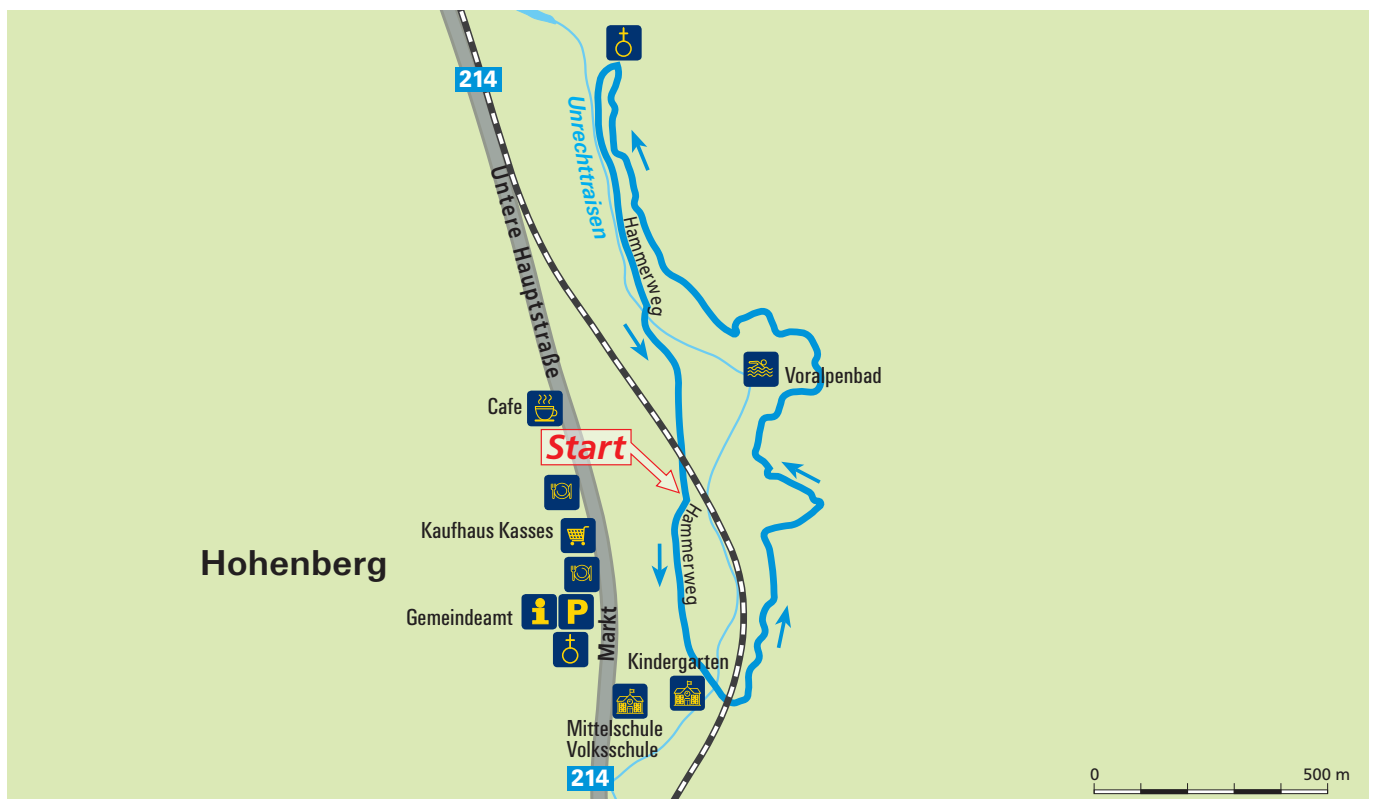 214
Unrechttraisen
Untere Hauptstraße
Hammerweg
Voralpenbad
Cafe
Start
Kaufhaus Kasses
Hammerweg
Hohenberg
i P
Gemeindeamt
Markt
Kindergarten
Mittelschule
Volksschule
214
0 500 m